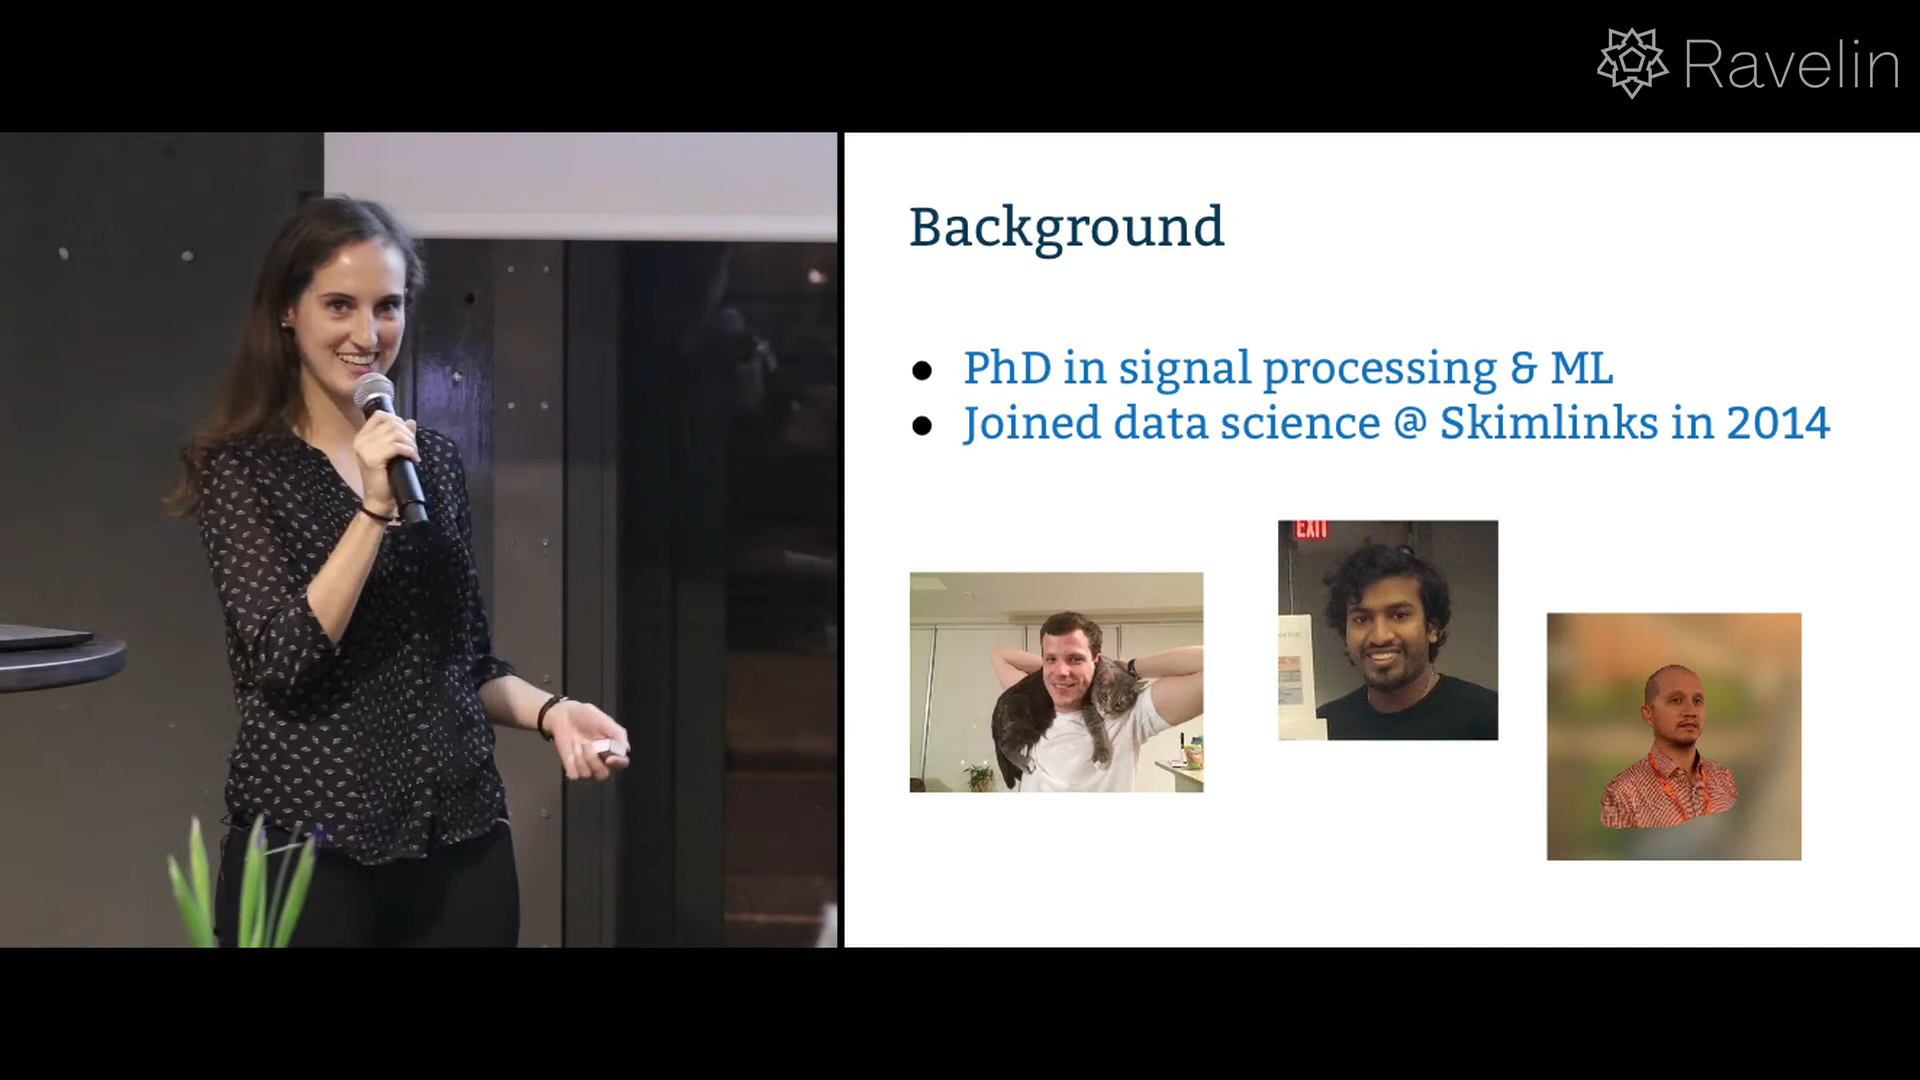 Ravelin
Background
PhD in signal processing & ML
Joined data science @ Skimlinks in 2014
EXIT